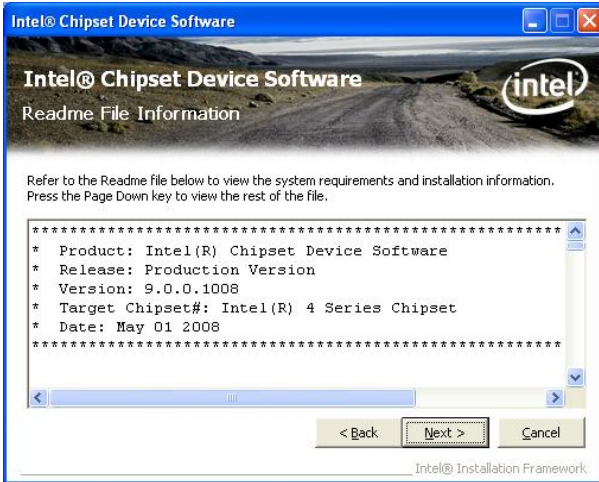 Intel® Chipset Device Software
Intel® Chipset Device Software
intel
Readme File Information
Refer to the Readme file below to view the system requirements and installation information.
Press the Page Down key to view the rest of the file.
************************************************************
* Product: Intel(R) Chipset Device Software
* Release: Production Version
* Version: 9.0.0.1008
* Target Chipset#: Intel(R) 4 Series Chipset
* Date: May 01 2008
************************************************************
< Back
Next >
Cancel
Intel® Installation Framework